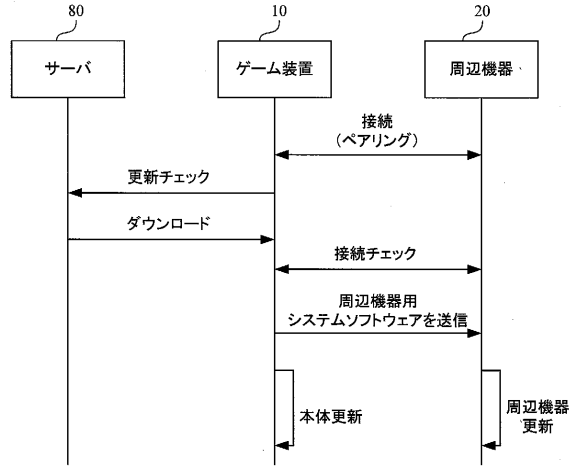 80
10
20
サーバ
ゲーム装置
周辺機器
接続
(ペアリング)
更新チェック
ダウンロード
接続チェック
周辺機器用
システムソフトウェアを送信
本体更新
周辺機器
更新